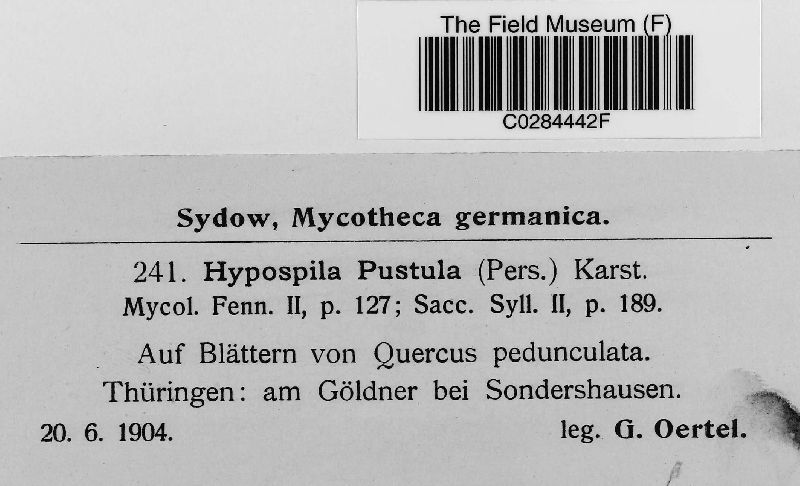 The Field Museum (F)
C0284442F
Sydow, Mycotheca germanica.
241. Hypospila Pustula (Pers.) Karst.
Mycol. Fenn. II, p. 127; Sacc. Syll. II, p. 189.
Auf Blättern von Quercus pedunculata.
Thüringen: am Göldner bei Sondershausen.
20. 6. 1904. leg. G. Oertel.